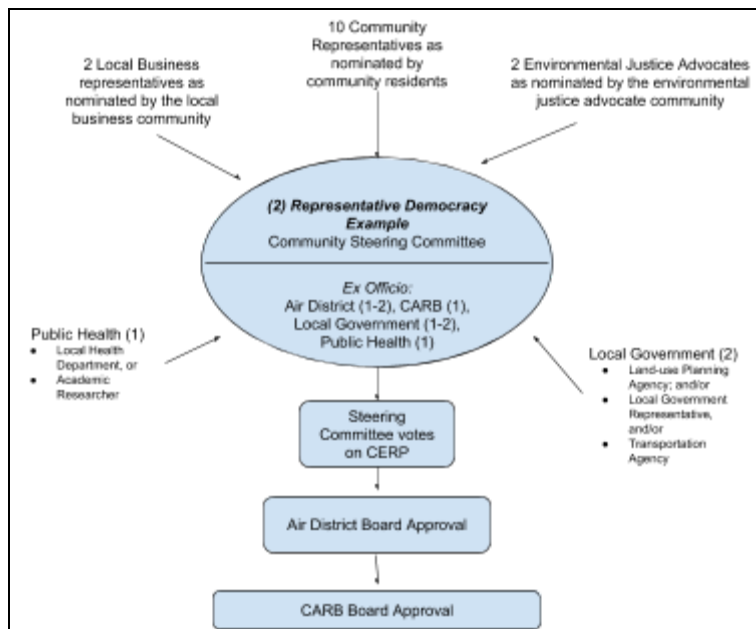 10 Community
Representatives as
nominated by
community residents
2 Local Business
representatives as
nominated by the local
business community
2 Environmental Justice Advocates
as nominated by the environmental
justice advocate community
(2) Representative Democracy
Example
Community Steering Committee
Ex Officio:
Air District (1-2), CARB (1),
Local Government (1-2),
Public Health (1)
Public Health (1)
● Local Health
Department, or
● Academic
Researcher
Local Government (2)
● Land-use Planning
Agency; and/or
● Local Government
Representative,
and/or
● Transportation
Agency
Steering
Committee votes
on CERP
Air District Board Approval
CARB Board Approval